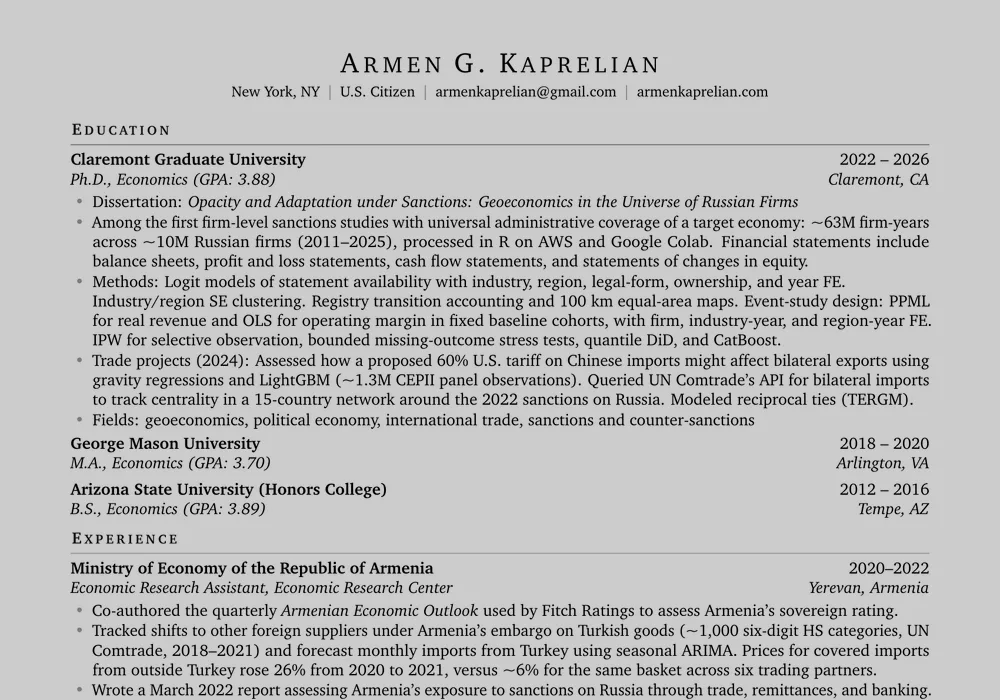 ARMEN G. KAPRELIAN
New York, NY | U.S. Citizen | armenkaprelian@gmail.com | armenkaprelian.com
EDUCATION
Claremont Graduate University 2022 – 2026
Ph.D., Economics (GPA: 3.88) Claremont, CA
• Dissertation: Opacity and Adaptation under Sanctions: Geoeconomics in the Universe of Russian Firms
• Among the first firm-level sanctions studies with universal administrative coverage of a target economy: ~63M firm-years
across ~10M Russian firms (2011–2025), processed in R on AWS and Google Colab. Financial statements include
balance sheets, profit and loss statements, cash flow statements, and statements of changes in equity.
• Methods: Logit models of statement availability with industry, region, legal-form, ownership, and year FE.
Industry/region SE clustering. Registry transition accounting and 100 km equal-area maps. Event-study design: PPML
for real revenue and OLS for operating margin in fixed baseline cohorts, with firm, industry-year, and region-year FE.
IPW for selective observation, bounded missing-outcome stress tests, quantile DiD, and CatBoost.
• Trade projects (2024): Assessed how a proposed 60% U.S. tariff on Chinese imports might affect bilateral exports using
gravity regressions and LightGBM (~1.3M CEPII panel observations). Queried UN Comtrade's API for bilateral imports
to track centrality in a 15-country network around the 2022 sanctions on Russia. Modeled reciprocal ties (TERGM).
• Fields: geoeconomics, political economy, international trade, sanctions and counter-sanctions
George Mason University 2018 – 2020
M.A., Economics (GPA: 3.70) Arlington, VA
Arizona State University (Honors College) 2012 – 2016
B.S., Economics (GPA: 3.89) Tempe, AZ
EXPERIENCE
Ministry of Economy of the Republic of Armenia 2020–2022
Economic Research Assistant, Economic Research Center Yerevan, Armenia
• Co-authored the quarterly Armenian Economic Outlook used by Fitch Ratings to assess Armenia's sovereign rating.
• Tracked shifts to other foreign suppliers under Armenia's embargo on Turkish goods (~1,000 six-digit HS categories, UN
Comtrade, 2018–2021) and forecast monthly imports from Turkey using seasonal ARIMA. Prices for covered imports
from outside Turkey rose 26% from 2020 to 2021, versus ~6% for the same basket across six trading partners.
• Wrote a March 2022 report assessing Armenia's exposure to sanctions on Russia through trade, remittances, and banking.